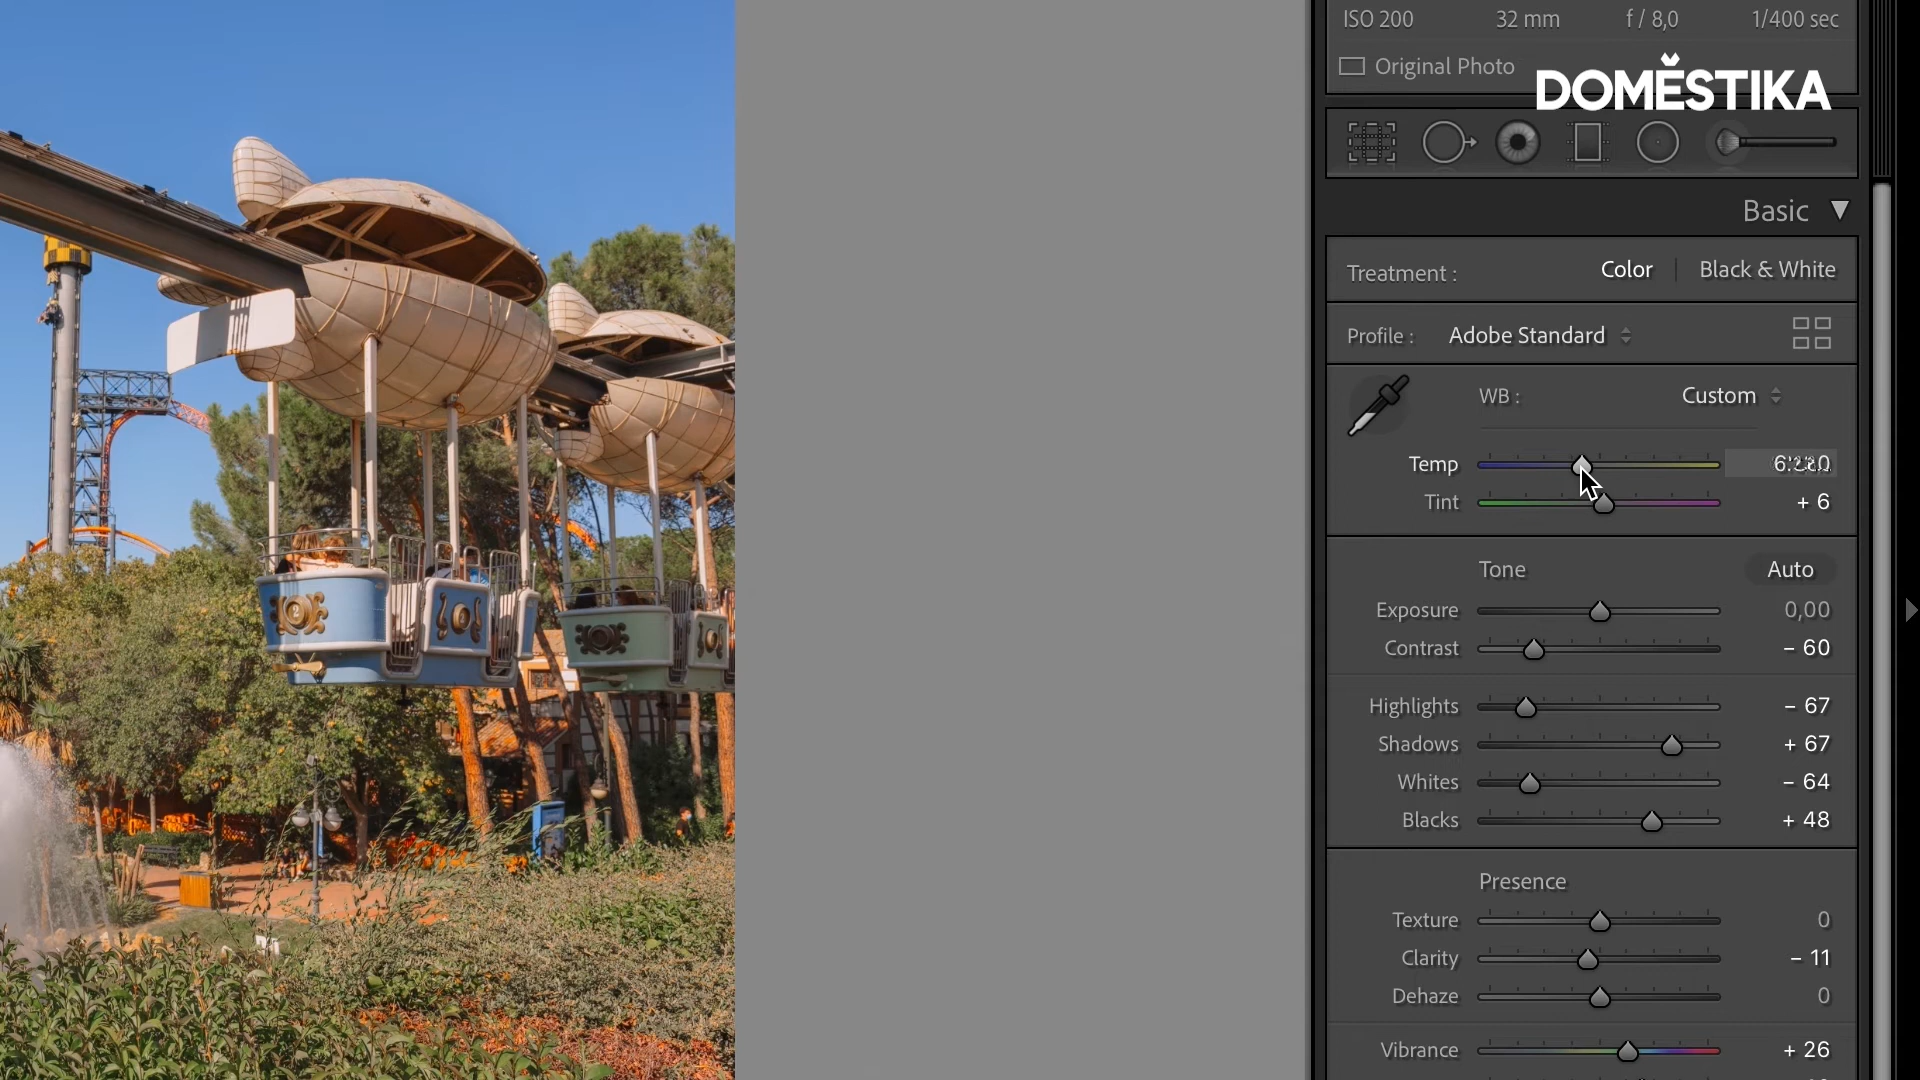 ISO 200 32 mm f / 8,0 1/400 sec
Original Photo
DOMĚSTIKA
Basic
Treatment : Color Black & White
Profile : Adobe Standard
WB : Custom
Temp
Tint + 6
Tone Auto
Exposure 0,00
Contrast - 60
Highlights - 67
Shadows + 67
Whites - 64
Blacks + 48
Presence
Texture 0
Clarity - 11
Dehaze 0
Vibrance + 26